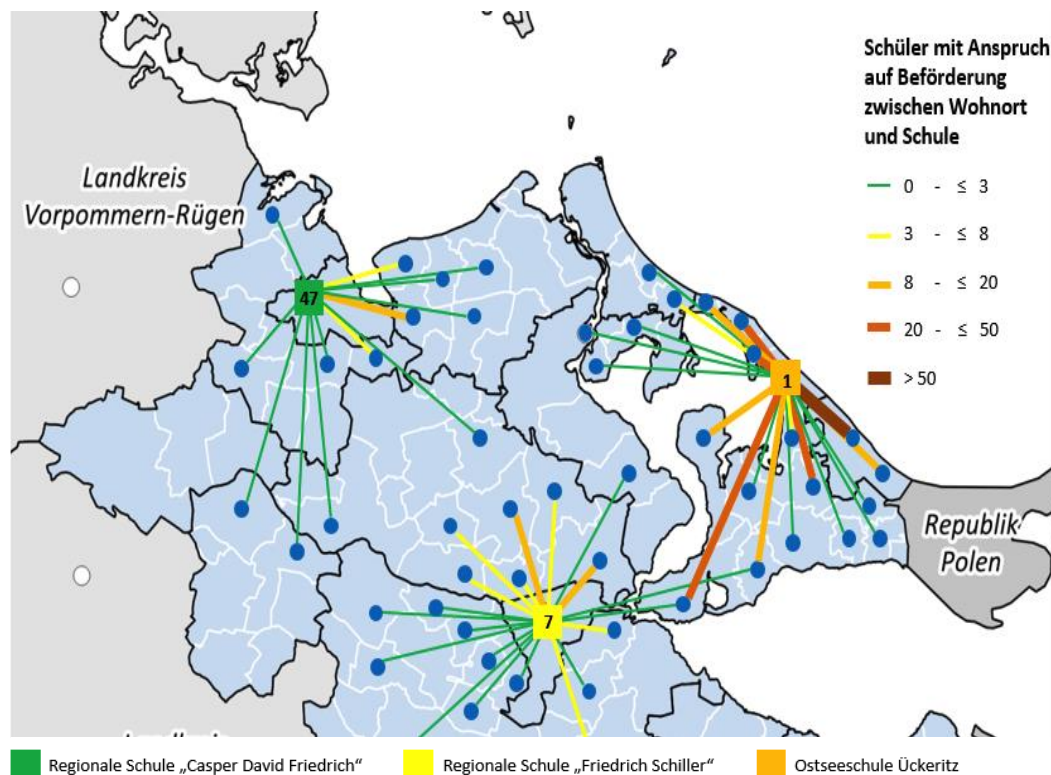 Schüler mit Anspruch
auf Beförderung
zwischen Wohnort
und Schule
0 - ≤ 3
3 - ≤ 8
8 - ≤ 20
20 - ≤ 50
> 50
Landkreis
Vorpommern-Rügen
47
1
7
Republik
Polen
Regionale Schule „Casper David Friedrich“
Regionale Schule „Friedrich Schiller“
Ostseeschule Ückeritz